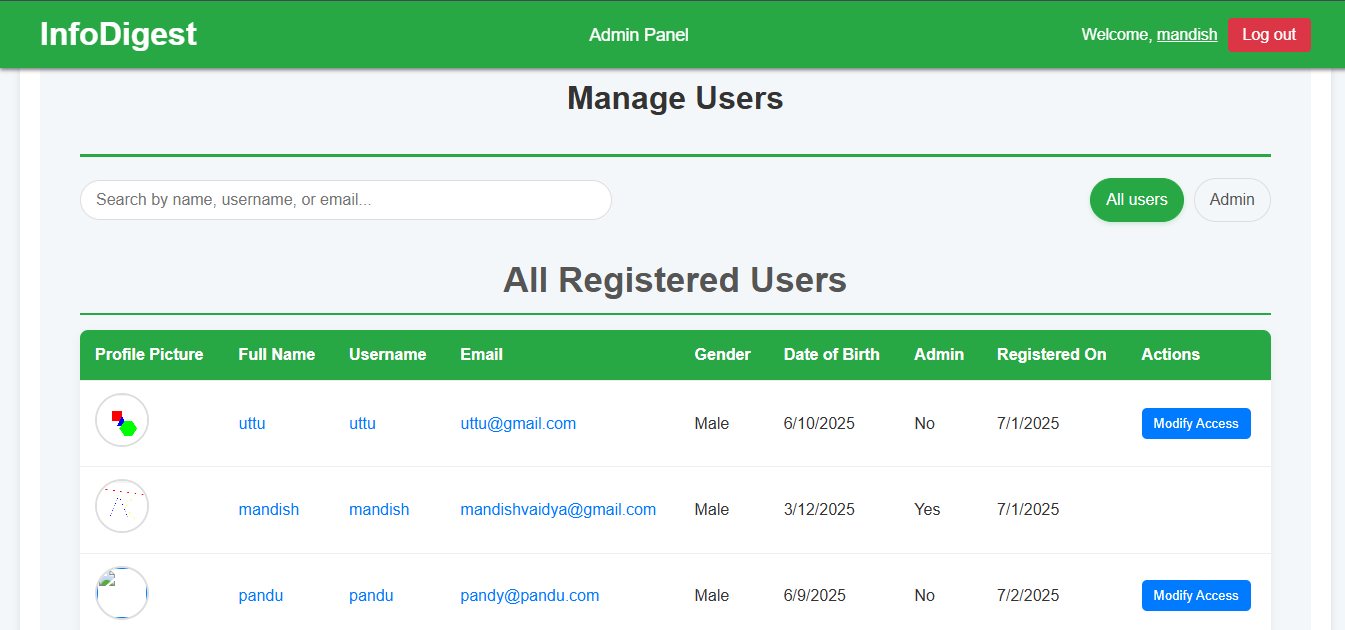 InfoDigest Admin Panel Welcome, mandish Log out
Manage Users
Search by name, username, or email... All users Admin
All Registered Users
Profile Picture Full Name Username Email Gender Date of Birth Admin Registered On Actions
uttu uttu uttu@gmail.com Male 6/10/2025 No 7/1/2025 Modify Access
mandish mandish mandishvaidya@gmail.com Male 3/12/2025 Yes 7/1/2025
pandu pandu pandy@pandu.com Male 6/9/2025 No 7/2/2025 Modify Access